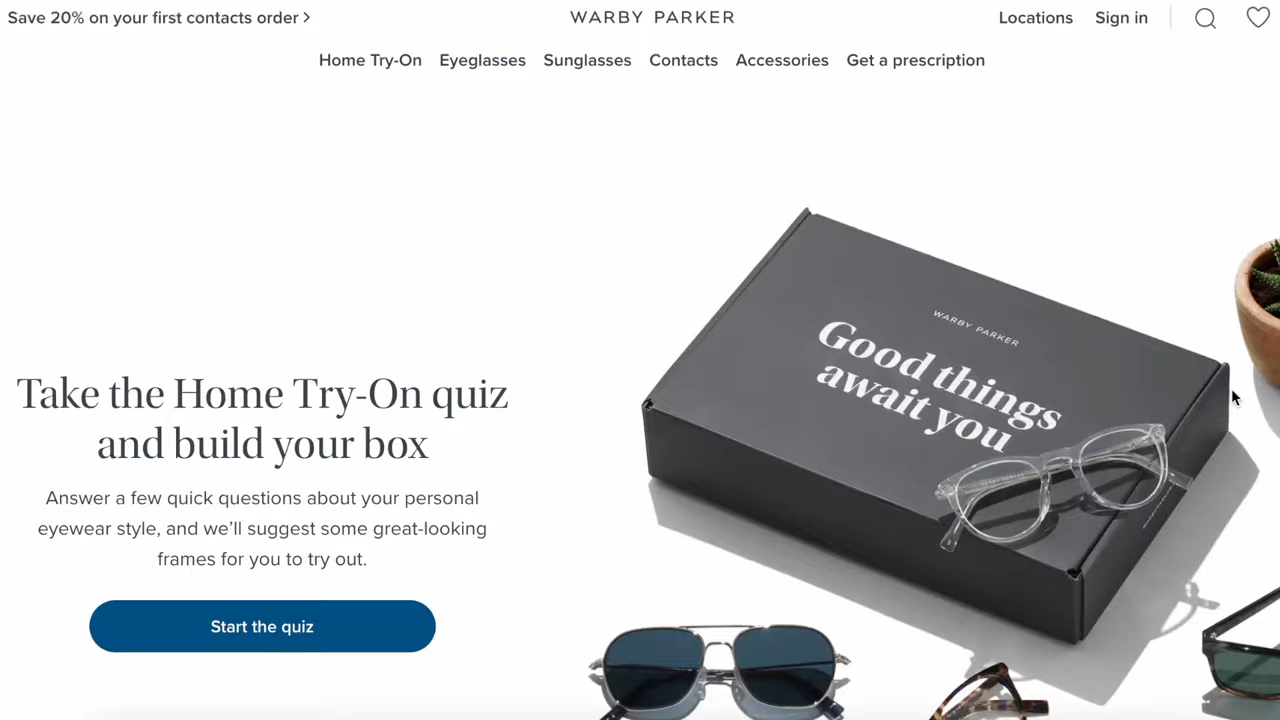 Save 20% on your first contacts order >
WARBY PARKER
Locations Sign in
Home Try-On Eyeglasses Sunglasses Contacts Accessories Get a prescription
WARBY PARKER
Good things
await you
Take the Home Try-On quiz
and build your box
Answer a few quick questions about your personal
eyewear style, and we’ll suggest some great-looking
frames for you to try out.
Start the quiz